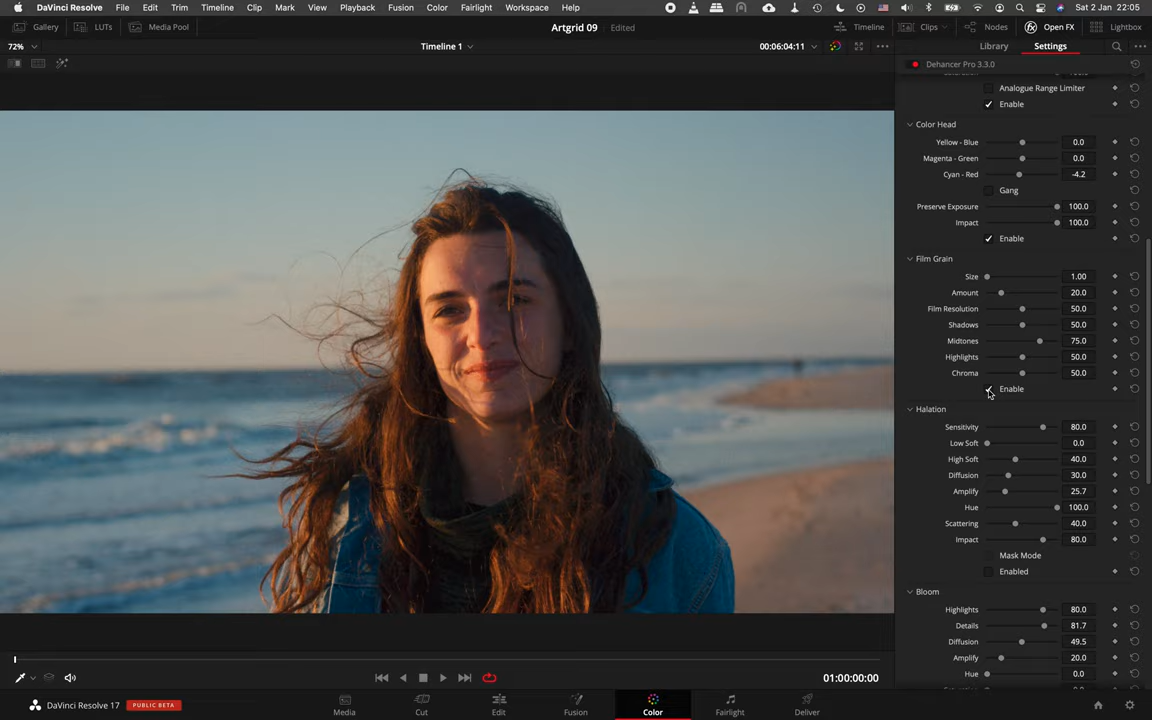 DaVinci Resolve File Edit Trim Timeline Clip Mark View Playback Fusion Color Fairlight Workspace Help Sat 2 Jan 22:05
Gallery LUTs Media Pool Artgrid 09 Edited Timeline Clips Nodes Open FX Lightbox
72% Timeline 1 00:06:04:11 Library Settings
Dehancer Pro 3.3.0
Analogue Range Limiter
Enable
Color Head
Yellow - Blue 0.0
Magenta - Green 0.0
Cyan - Red -4.2
Gang
Preserve Exposure 100.0
Impact 100.0
Enable
Film Grain
Size 1.00
Amount 20.0
Film Resolution 50.0
Shadows 50.0
Midtones 75.0
Highlights 50.0
Chroma 50.0
Enable
Halation
Sensitivity 80.0
Low Soft 0.0
High Soft 40.0
Diffusion 30.0
Amplify 25.7
Hue 100.0
Scattering 40.0
Impact 80.0
Mask Mode
Enabled
Bloom
Highlights 80.0
Details 81.7
Diffusion 49.5
Amplify 20.0
Hue 0.0
01:00:00:00
DaVinci Resolve 17 PUBLIC BETA Media Cut Edit Fusion Color Fairlight Deliver